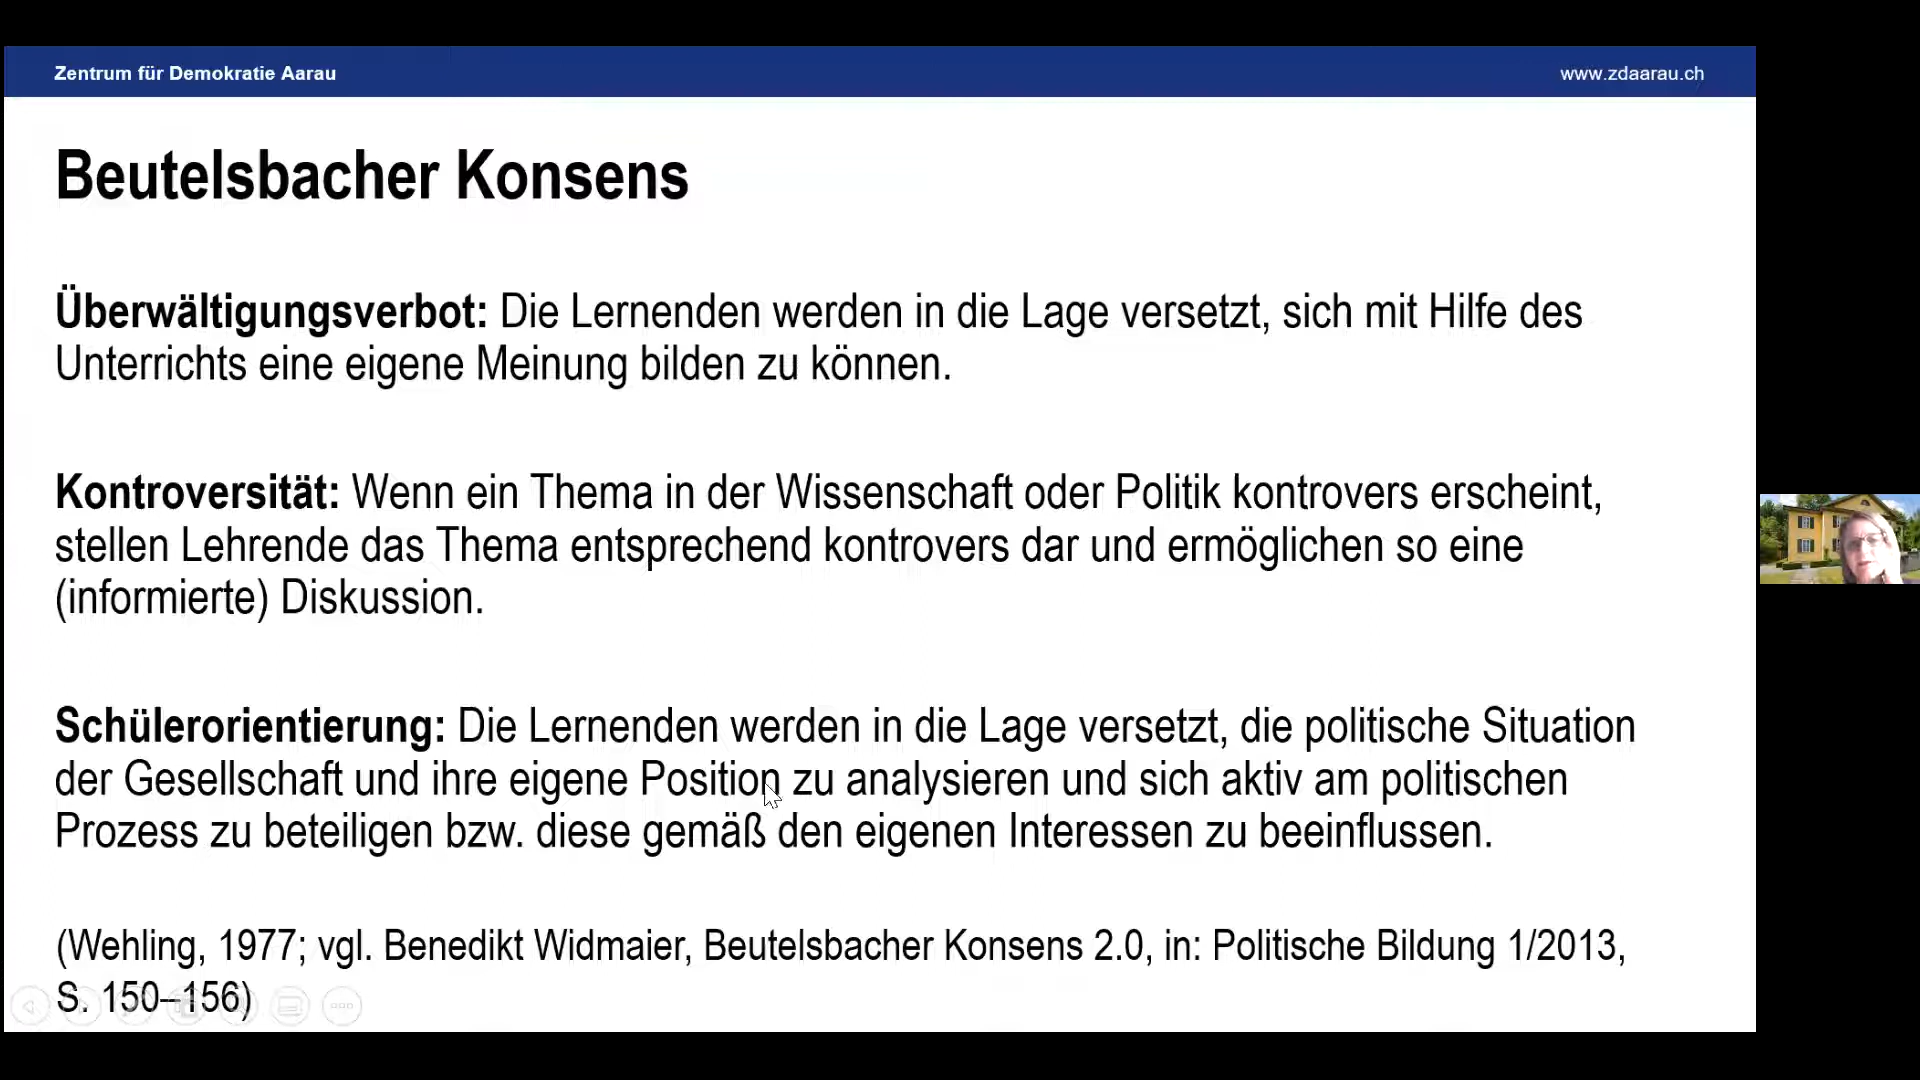 Zentrum für Demokratie Aarau
www.zdaarau.ch
Beutelsbacher Konsens
Überwältigungsverbot: Die Lernenden werden in die Lage versetzt, sich mit Hilfe des
Unterrichts eine eigene Meinung bilden zu können.
Kontroversität: Wenn ein Thema in der Wissenschaft oder Politik kontrovers erscheint,
stellen Lehrende das Thema entsprechend kontrovers dar und ermöglichen so eine
(informierte) Diskussion.
Schülerorientierung: Die Lernenden werden in die Lage versetzt, die politische Situation
der Gesellschaft und ihre eigene Position zu analysieren und sich aktiv am politischen
Prozess zu beteiligen bzw. diese gemäß den eigenen Interessen zu beeinflussen.
(Wehling, 1977; vgl. Benedikt Widmaier, Beutelsbacher Konsens 2.0, in: Politische Bildung 1/2013,
S. 150–156)